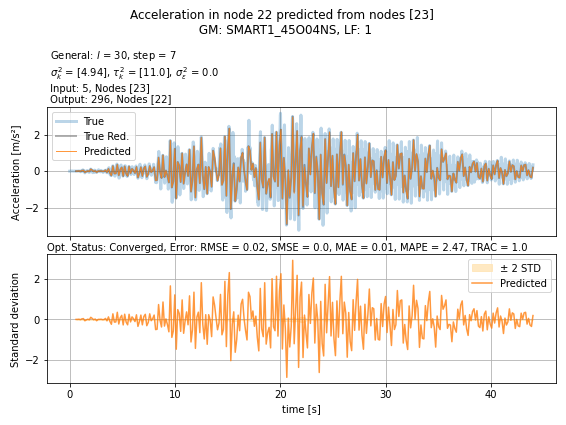 Acceleration in node 22 predicted from nodes [23]
GM: SMART1_45O04NS, LF: 1
General: l = 30, step = 7
σ²ₖ = [4.94], τ²ₖ = [11.0], σ²ε = 0.0
Input: 5, Nodes [23]
Output: 296, Nodes [22]
Acceleration [m/s²]
2
0
−2
True
True Red.
Predicted
Opt. Status: Converged, Error: RMSE = 0.02, SMSE = 0.0, MAE = 0.01, MAPE = 2.47, TRAC = 1.0
Standard deviation
2
0
−2
± 2 STD
Predicted
0 10 20 30 40
time [s]